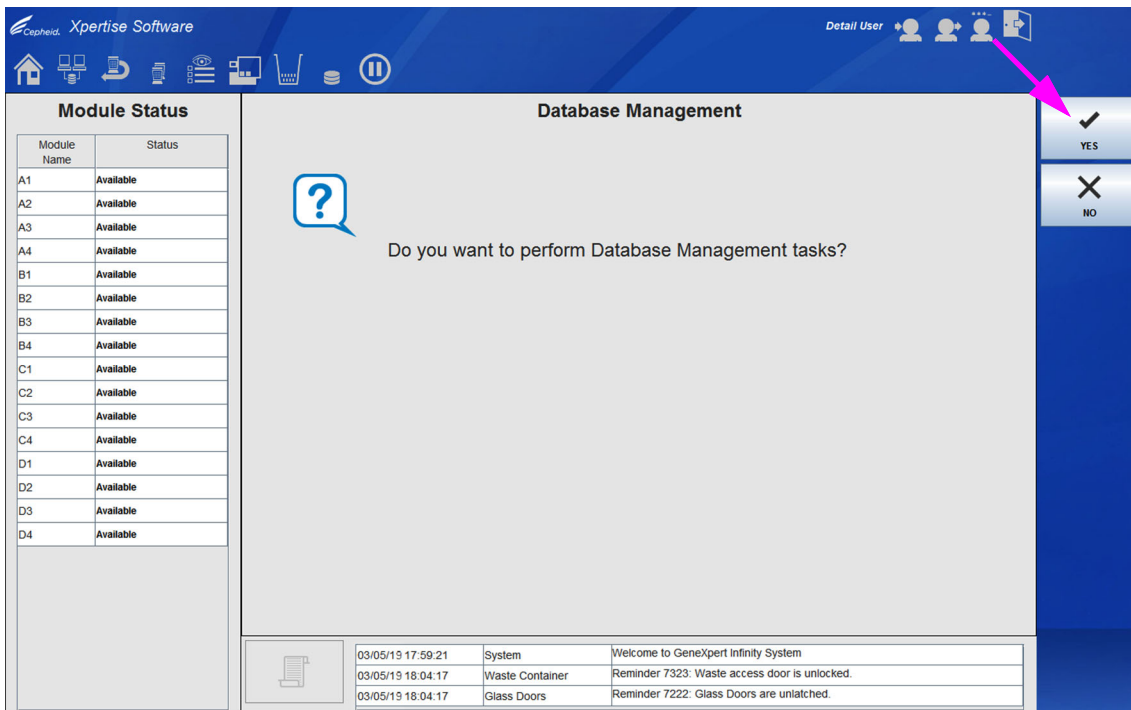 Cepheid. Xpertise Software
Detail User
Module Status
Module Name Status
A1 Available
A2 Available
A3 Available
A4 Available
B1 Available
B2 Available
B3 Available
B4 Available
C1 Available
C2 Available
C3 Available
C4 Available
D1 Available
D2 Available
D3 Available
D4 Available
Database Management
Do you want to perform Database Management tasks?
YES
NO
03/05/19 17:59:21 System Welcome to GeneXpert Infinity System
03/05/19 18:04:17 Waste Container Reminder 7323: Waste access door is unlocked.
03/05/19 18:04:17 Glass Doors Reminder 7222: Glass Doors are unlatched.